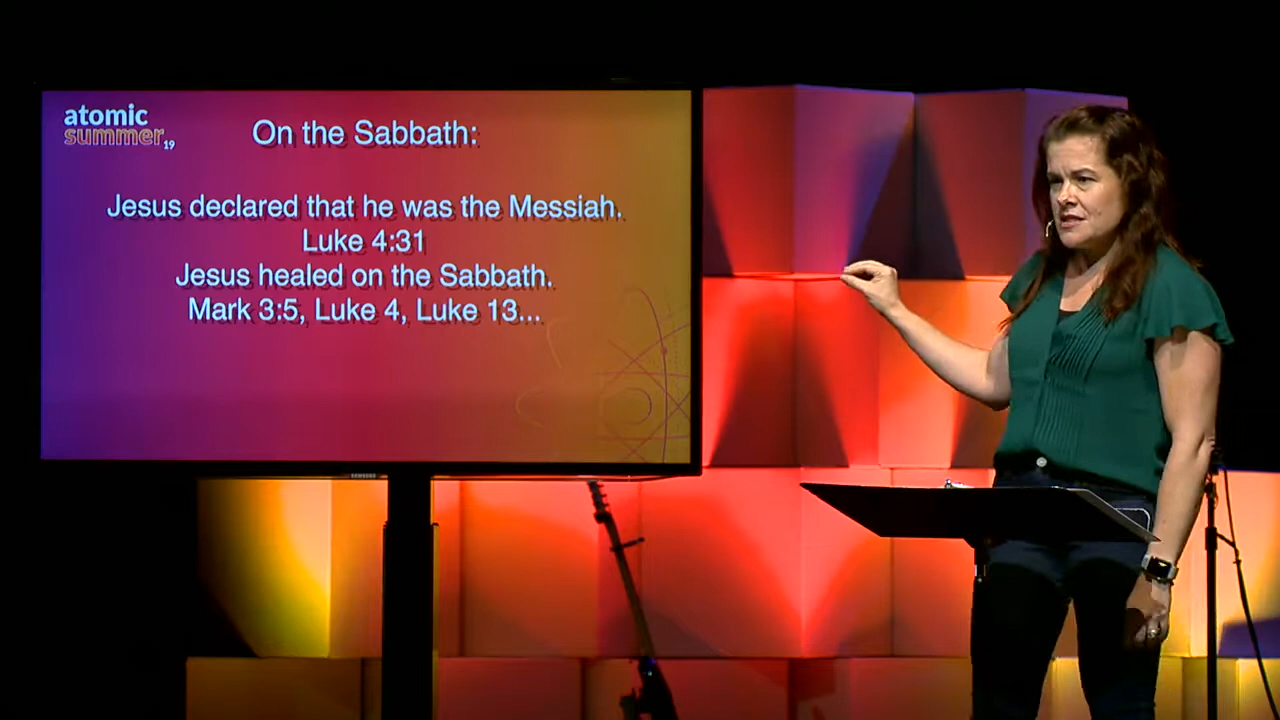 atomic
summer19
On the Sabbath:
Jesus declared that he was the Messiah.
Luke 4:31
Jesus healed on the Sabbath.
Mark 3:5, Luke 4, Luke 13...
SAMSUNG